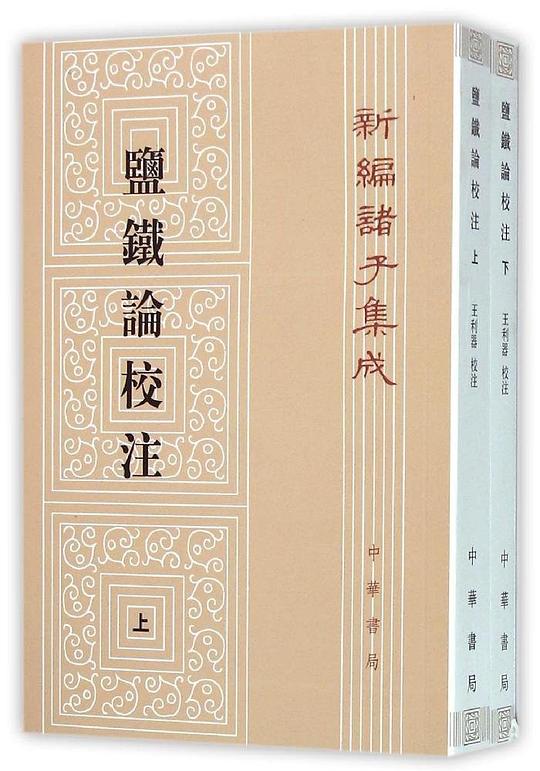 新編諸子集成
鹽鐵論校注
上
中華書局
鹽鐵論校注 上
王利器 校注
中華書局
鹽鐵論校注 下
王利器 校注
中華書局